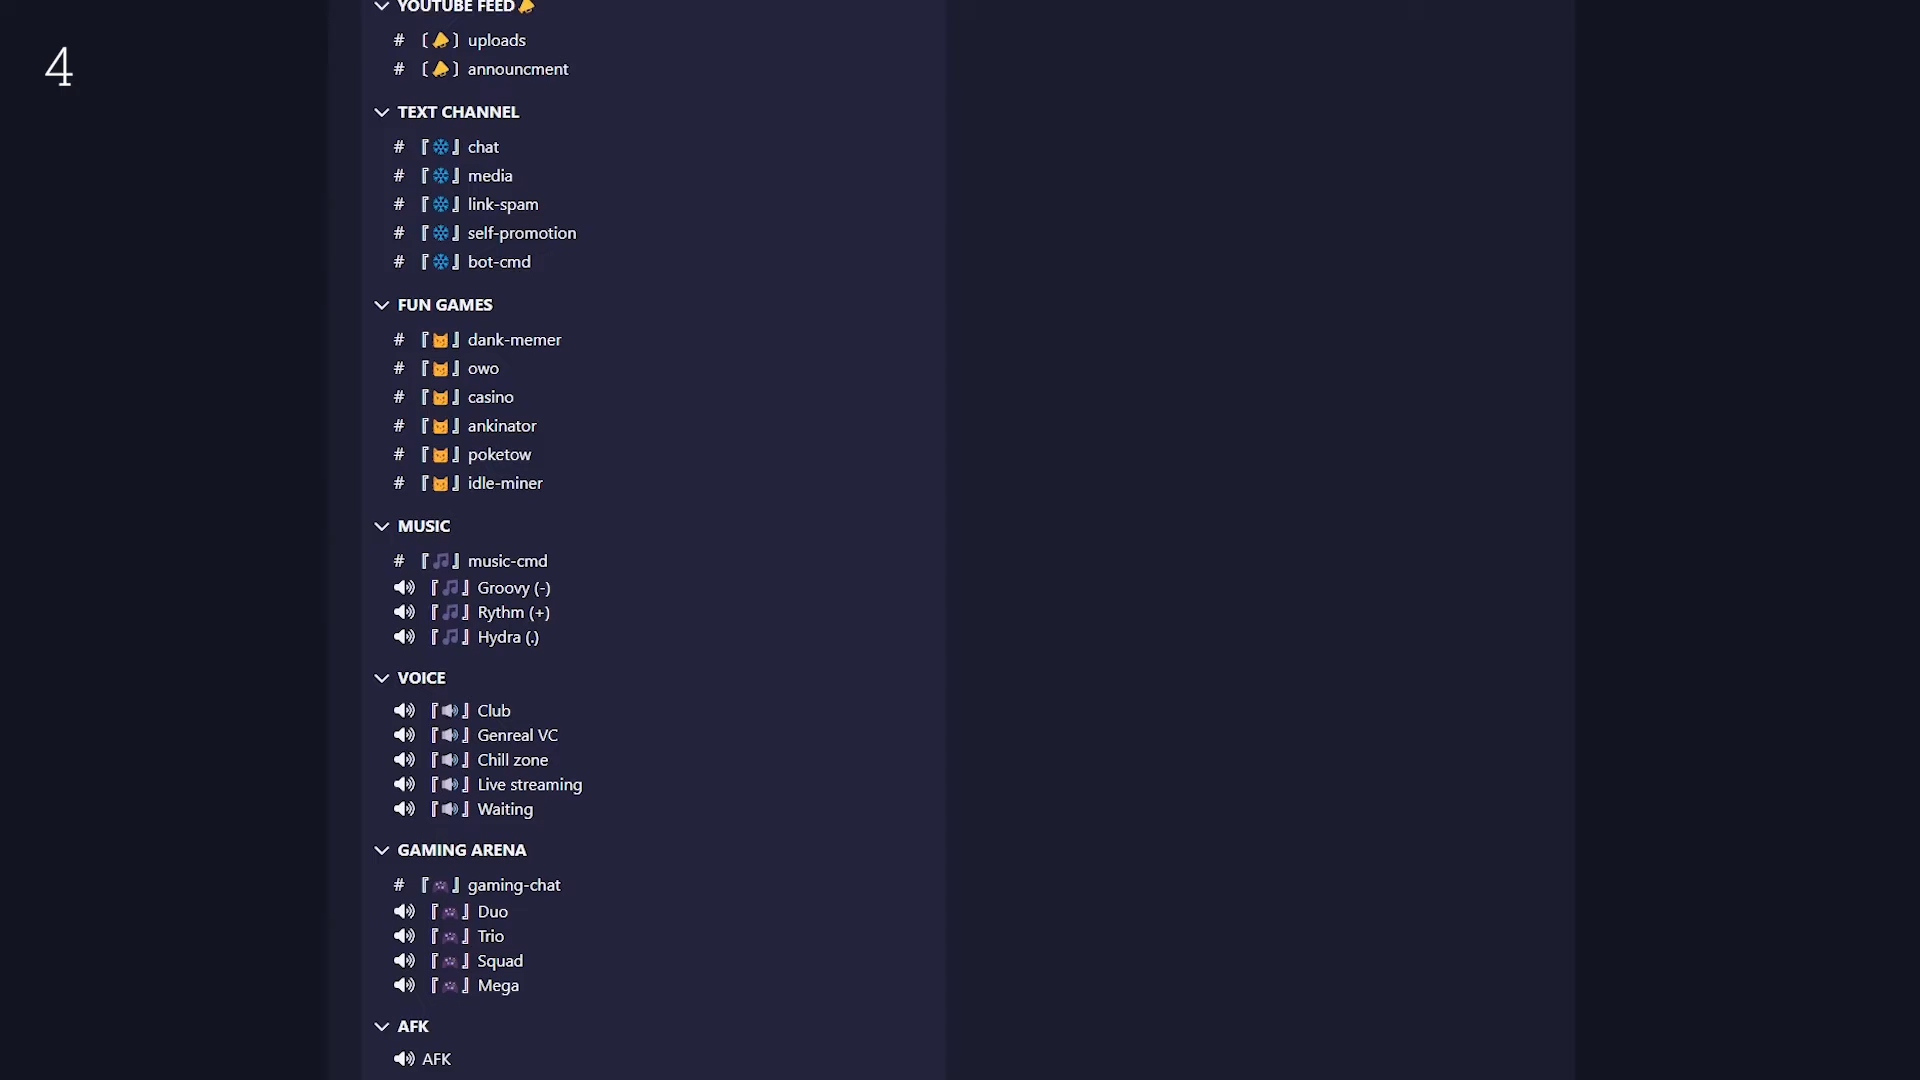 4
YOUTUBE FEED📣
# 〔📣〕uploads
# 〔📣〕announcment
TEXT CHANNEL
# 『❄』chat
# 『❄』media
# 『❄』link-spam
# 『❄』self-promotion
# 『❄』bot-cmd
FUN GAMES
# 『😼』dank-memer
# 『😼』owo
# 『😼』casino
# 『😼』ankinator
# 『😼』poketow
# 『😼』idle-miner
MUSIC
# 『🎵』music-cmd
『🎵』Groovy (-)
『🎵』Rythm (+)
『🎵』Hydra (.)
VOICE
『🔊』Club
『🔊』Genreal VC
『🔊』Chill zone
『🔊』Live streaming
『🔊』Waiting
GAMING ARENA
# 『🎮』gaming-chat
『🎮』Duo
『🎮』Trio
『🎮』Squad
『🎮』Mega
AFK
AFK